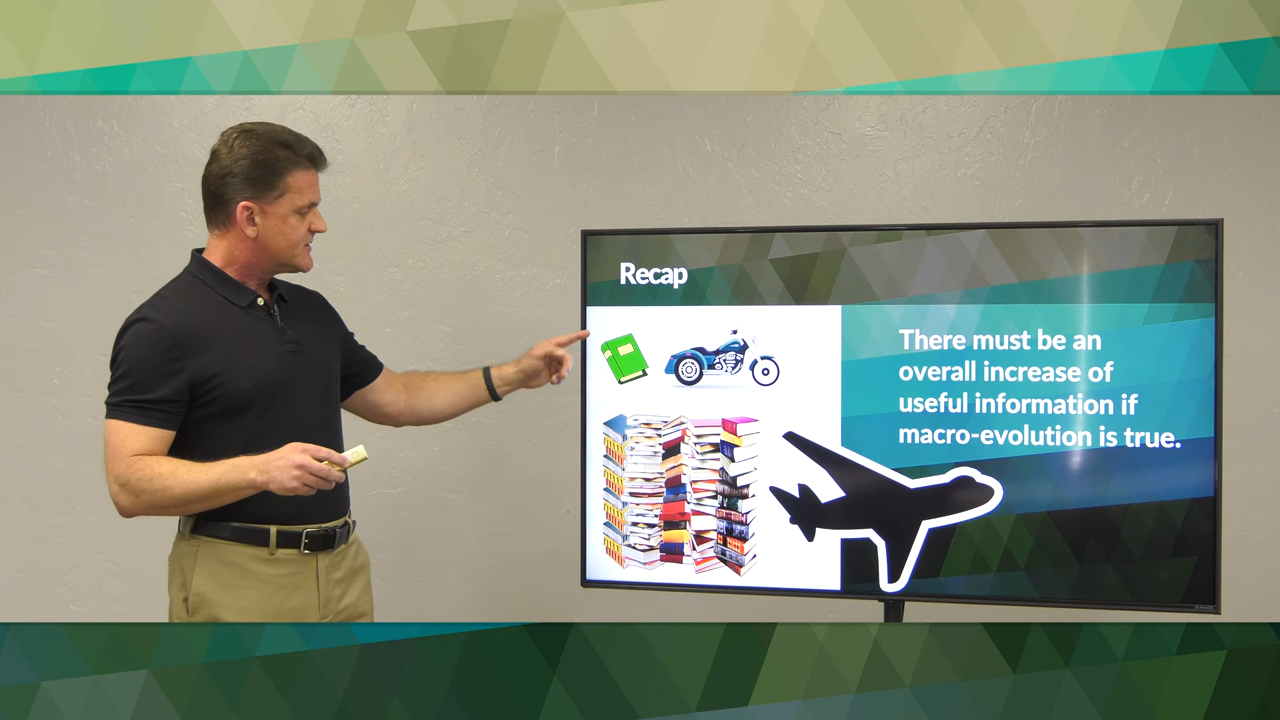 Recap
There must be an
overall increase of
useful information if
macro-evolution is true.